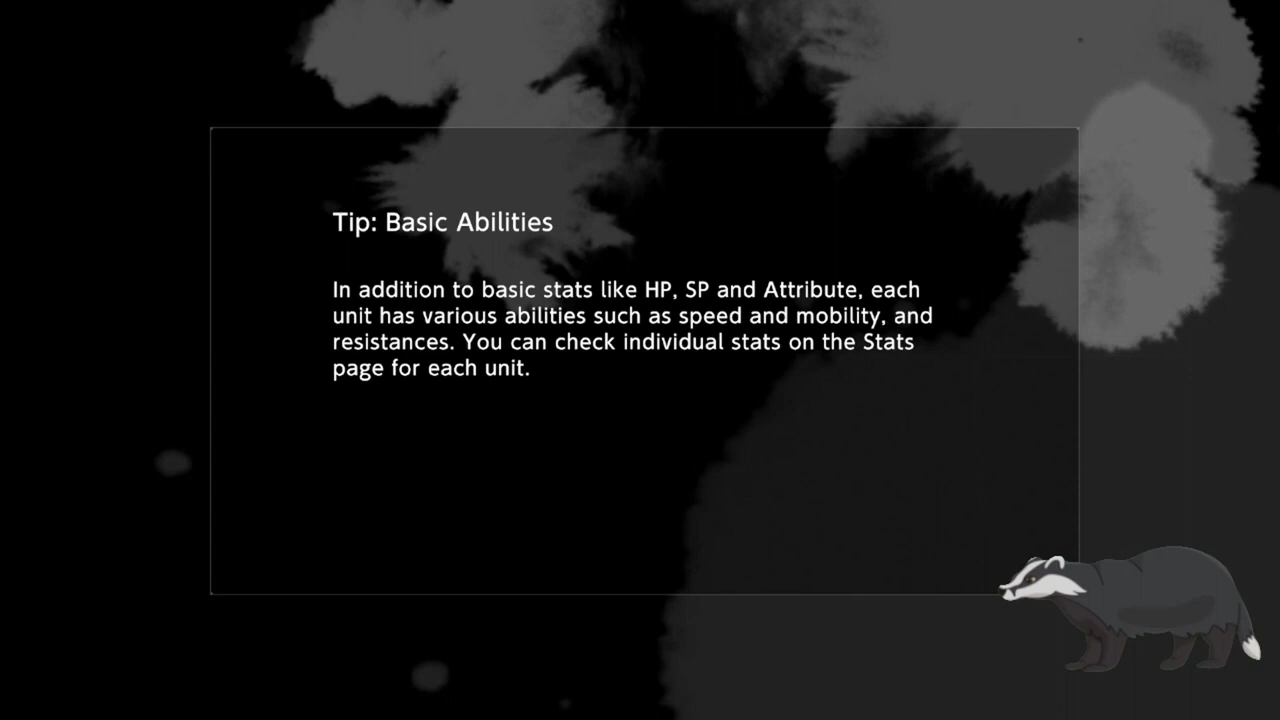 Tip: Basic Abilities
In addition to basic stats like HP, SP and Attribute, each
unit has various abilities such as speed and mobility, and
resistances. You can check individual stats on the Stats
page for each unit.